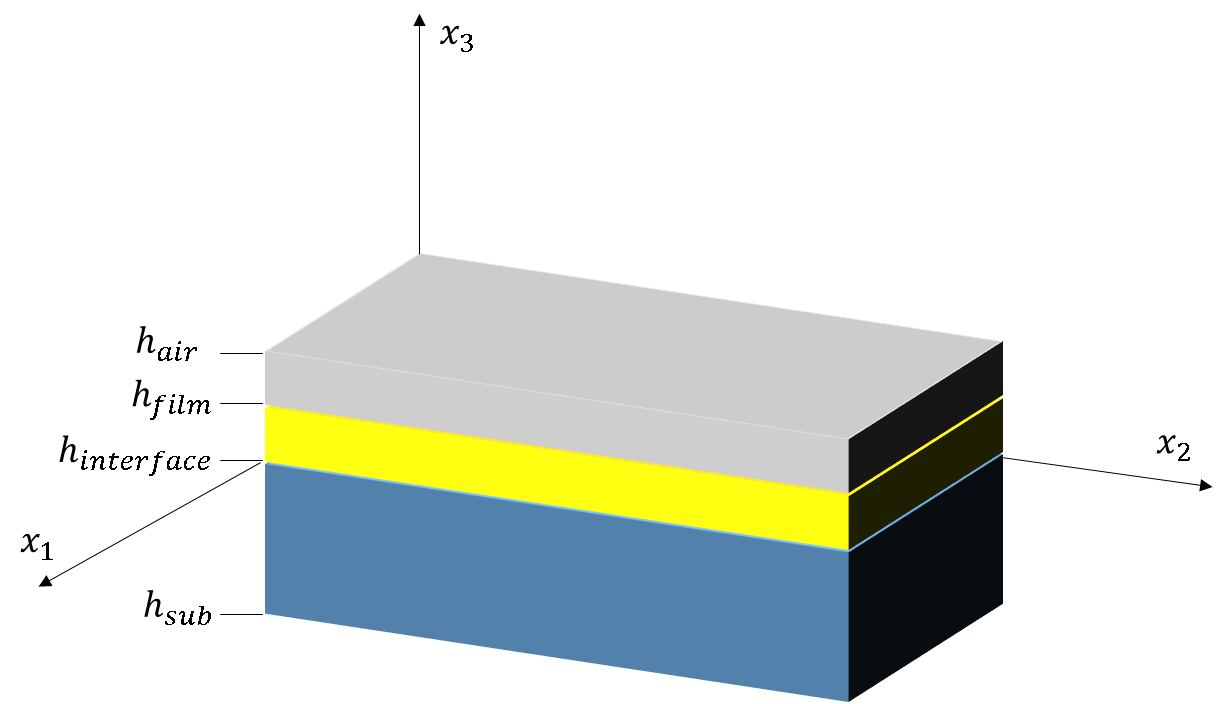 x₃
h_air
h_film
h_interface
x₂
x₁
h_sub